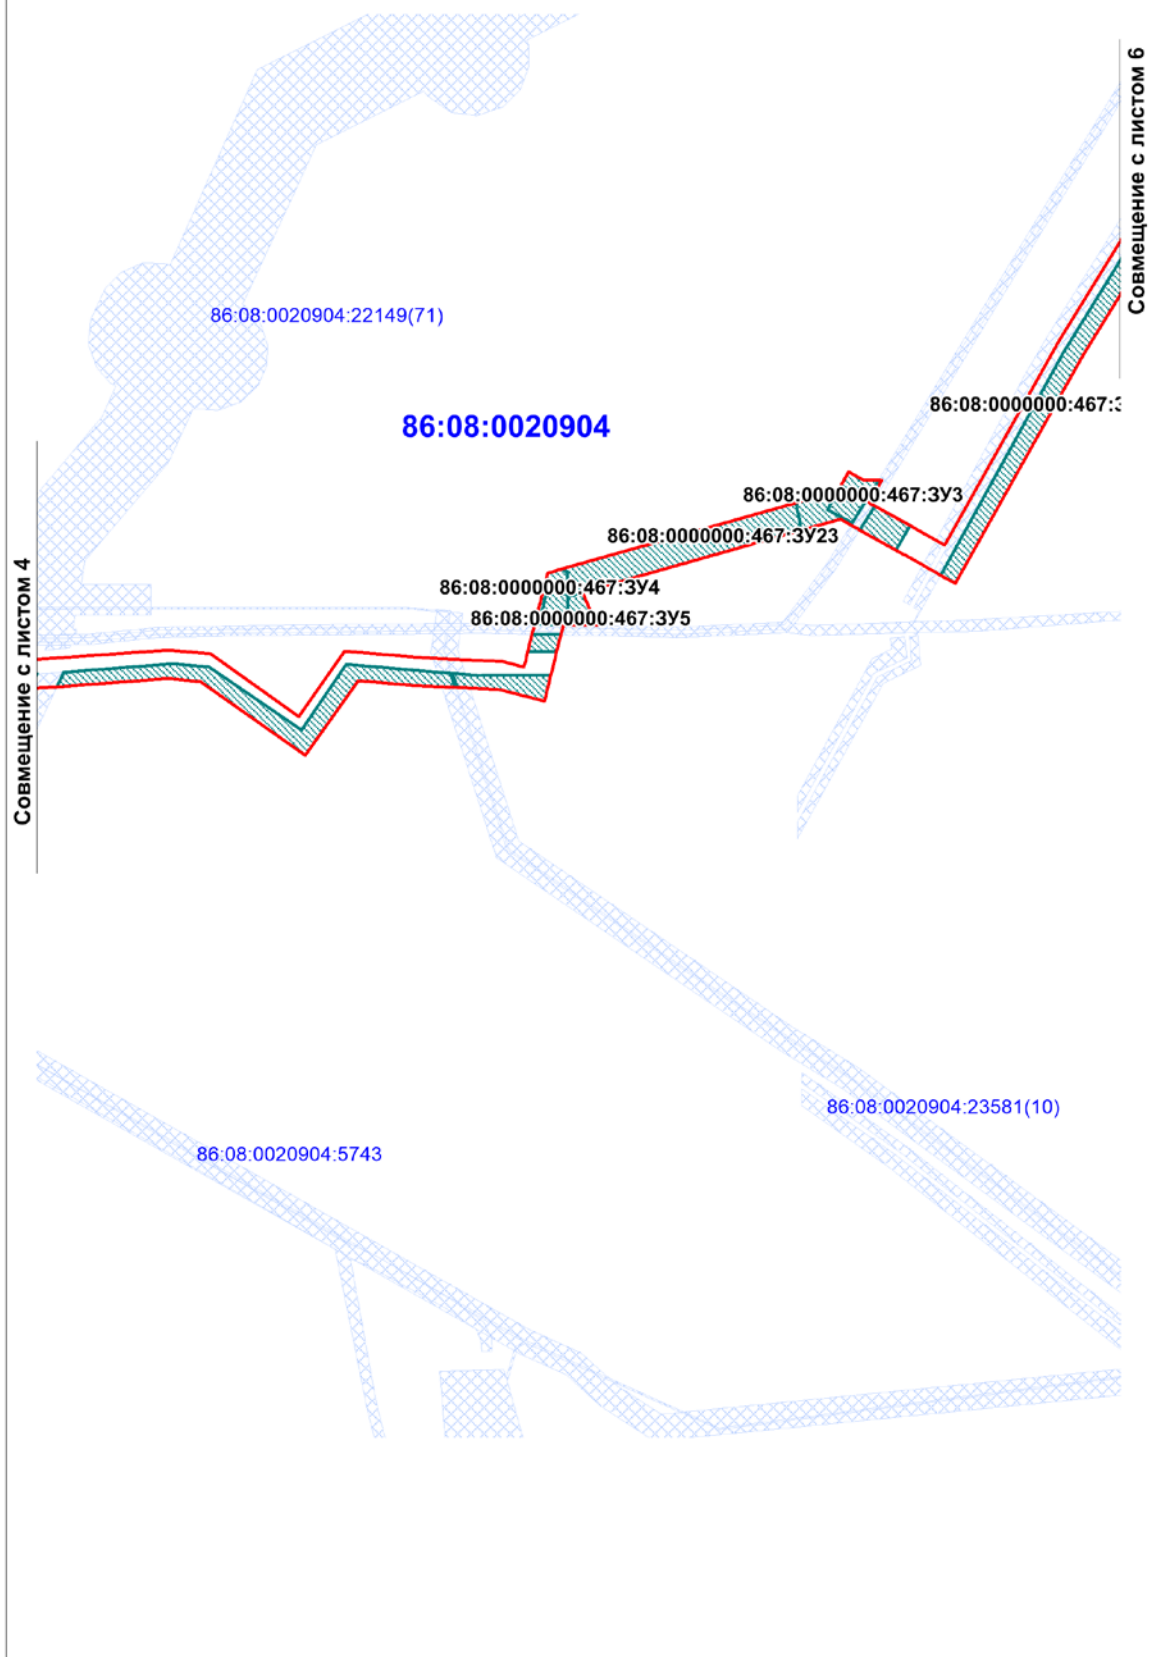 Совмещение с листом 6
86:08:0020904:22149(71)
86:08:0000000:467:
86:08:0020904
86:08:0000000:467:ЗУ3
86:08:0000000:467:ЗУ23
86:08:0000000:467:ЗУ4
86:08:0000000:467:ЗУ5
Совмещение с листом 4
86:08:0020904:23581(10)
86:08:0020904:5743